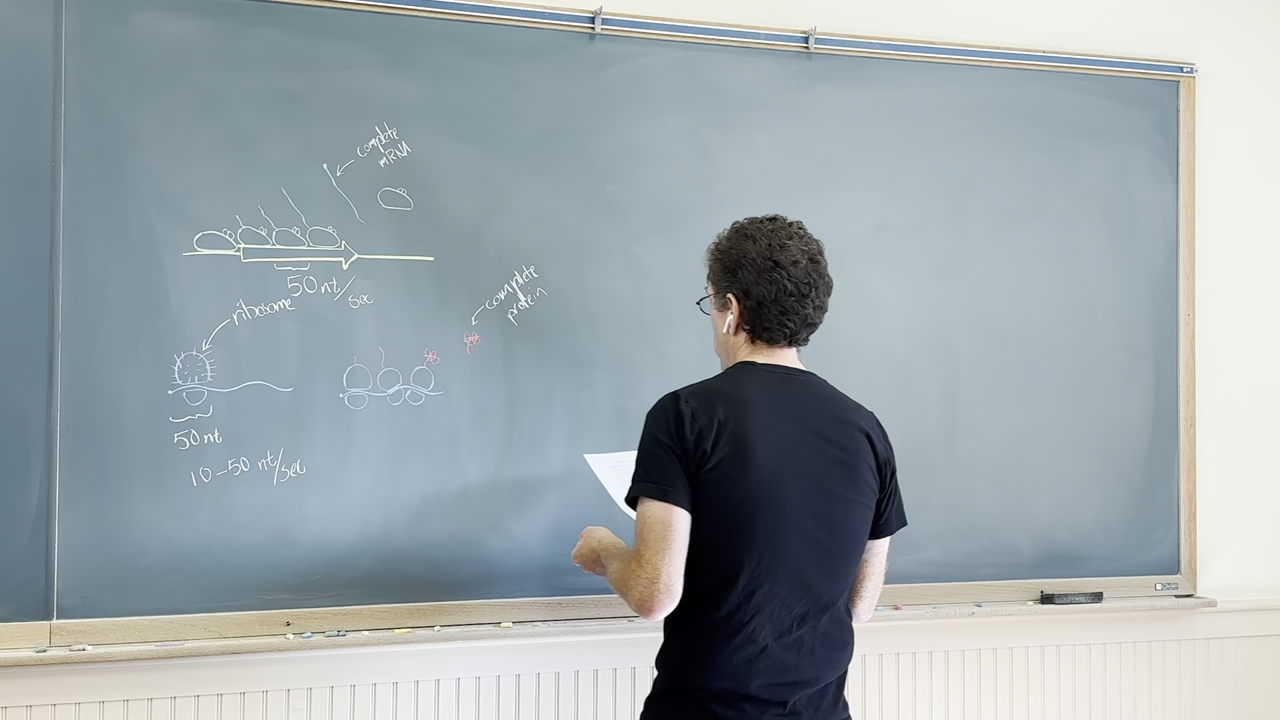 complete
mRNA
50 nt/sec
ribosome
complete
protein
50 nt
10-50 nt/sec